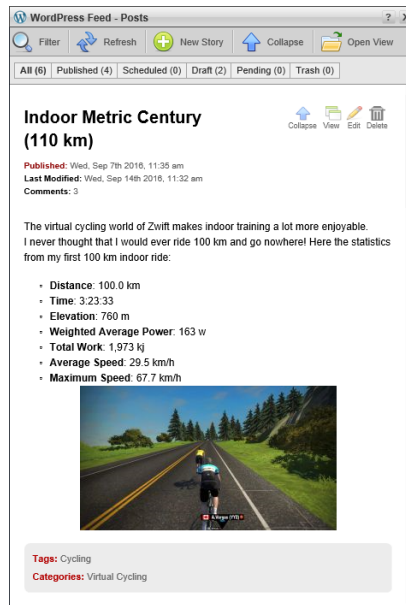 WordPress Feed - Posts
?
X
Filter
Refresh
New Story
Collapse
Open View
All (6)
Published (4)
Scheduled (0)
Draft (2)
Pending (0)
Trash (0)
Indoor Metric Century
(110 km)
Collapse
View
Edit
Delete
Published: Wed, Sep 7th 2016, 11:35 am
Last Modified: Wed, Sep 14th 2016, 11:32 am
Comments: 3
The virtual cycling world of Zwift makes indoor training a lot more enjoyable.
I never thought that I would ever ride 100 km and go nowhere! Here the statistics
from my first 100 km indoor ride:
Distance: 100.0 km
Time: 3:23:33
Elevation: 760 m
Weighted Average Power: 163 w
Total Work: 1,973 kj
Average Speed: 29.5 km/h
Maximum Speed: 67.7 km/h
Tags: Cycling
Categories: Virtual Cycling